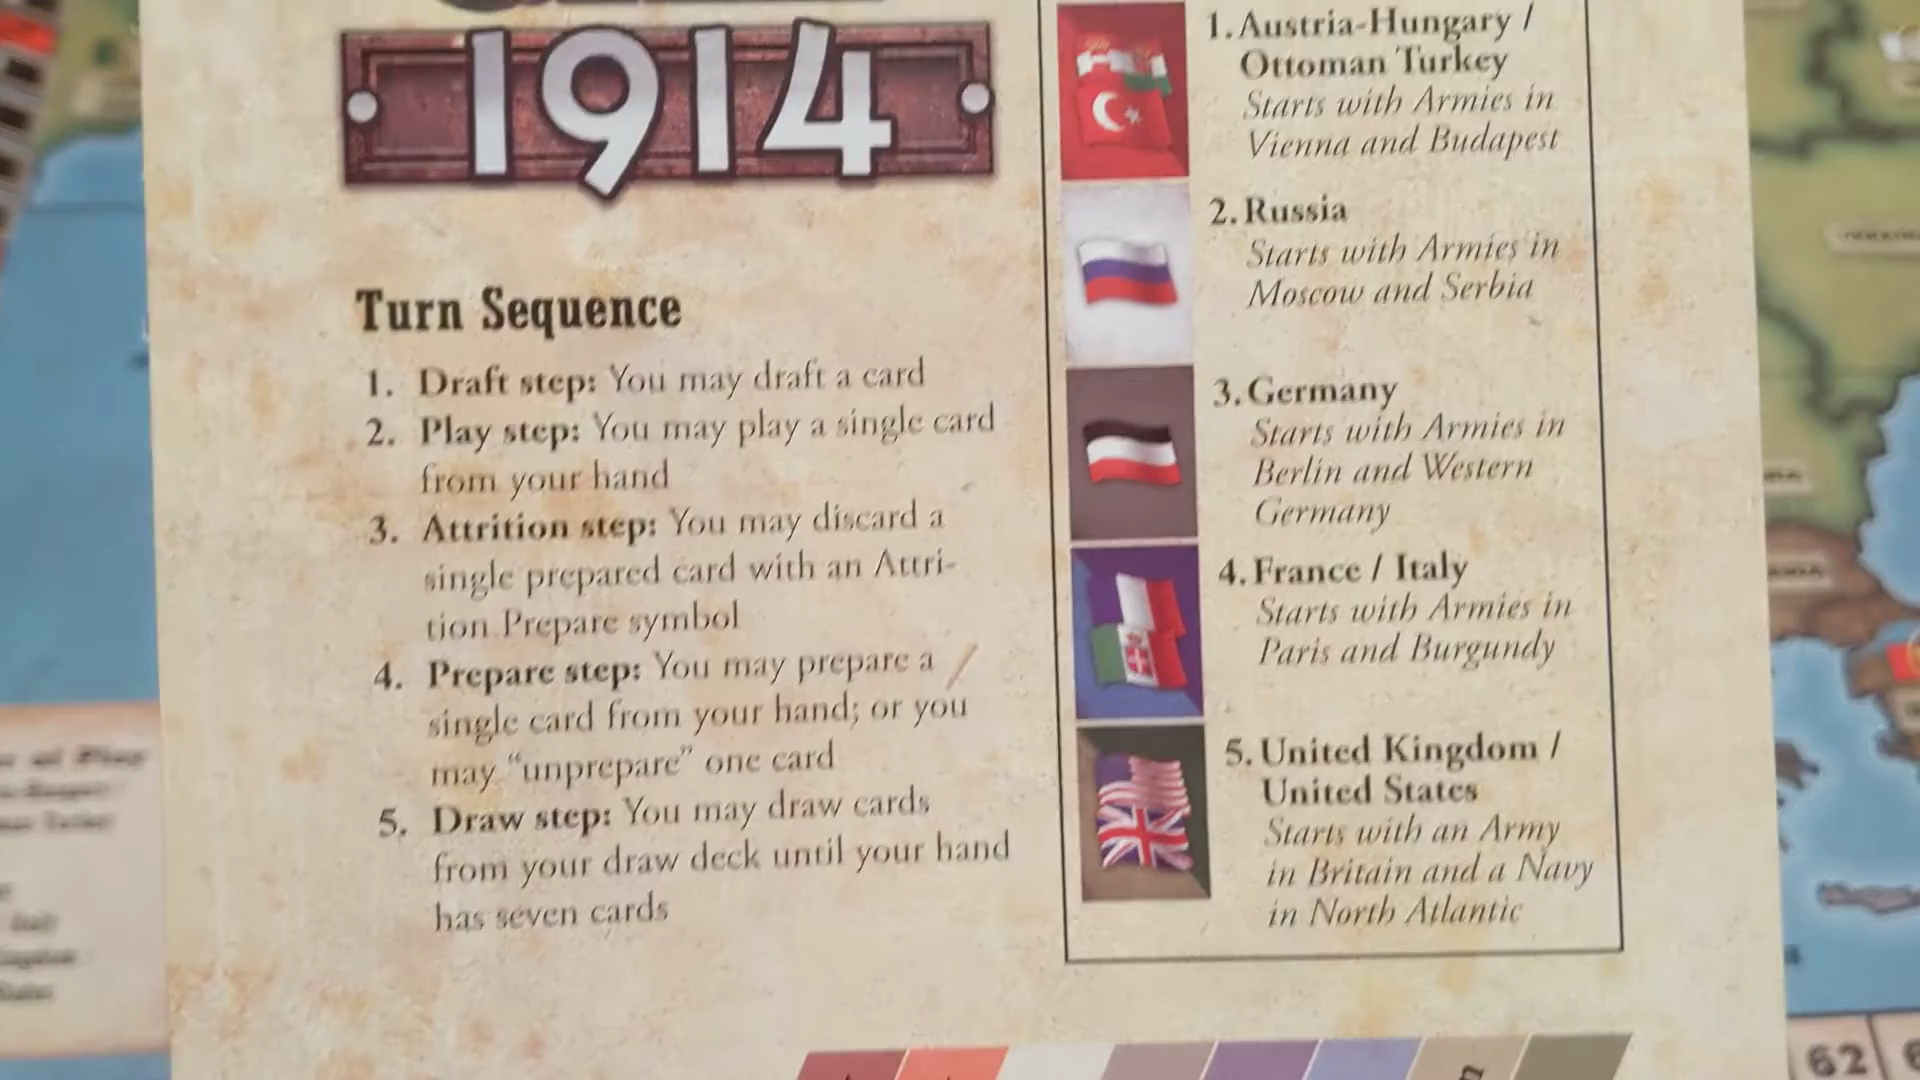 1914
Turn Sequence
1. Draft step: You may draft a card
2. Play step: You may play a single card
from your hand
3. Attrition step: You may discard a
single prepared card with an Attri-
tion Prepare symbol
4. Prepare step: You may prepare a
single card from your hand; or you
may “unprepare” one card
5. Draw step: You may draw cards
from your draw deck until your hand
has seven cards
1. Austria-Hungary /
Ottoman Turkey
Starts with Armies in
Vienna and Budapest
2. Russia
Starts with Armies in
Moscow and Serbia
3. Germany
Starts with Armies in
Berlin and Western
Germany
4. France / Italy
Starts with Armies in
Paris and Burgundy
5. United Kingdom /
United States
Starts with an Army
in Britain and a Navy
in North Atlantic
of Play
62